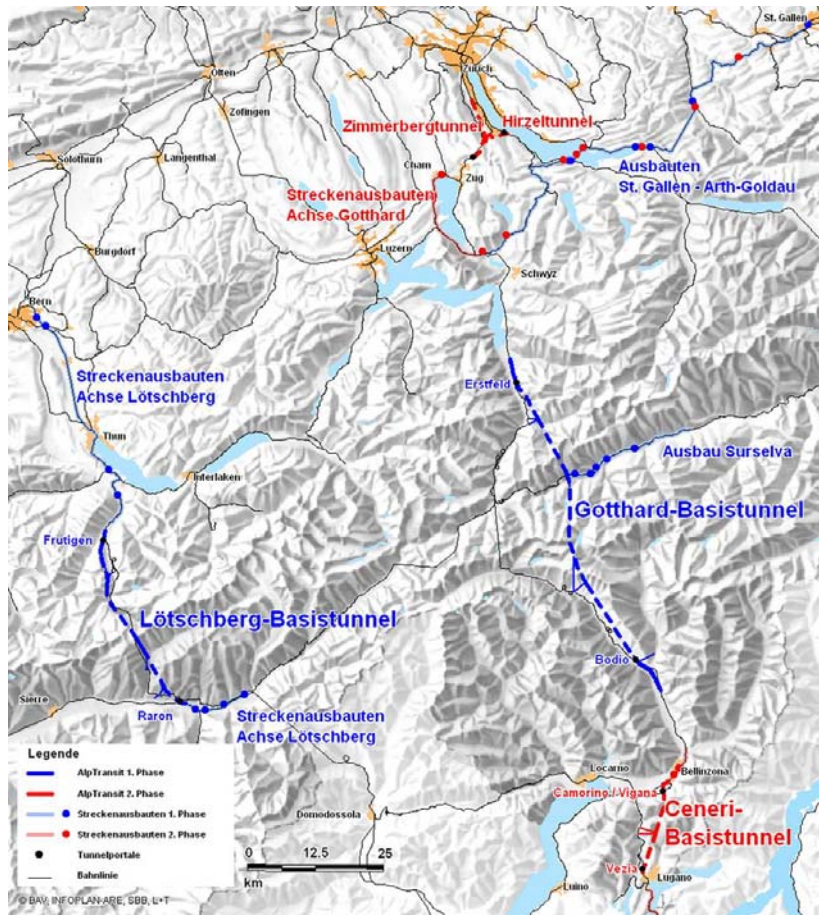 St. Gallen
Zürich
Olten
Hirzeltunnel
Zofingen
Zimmerbergtunnel
Solothurn
Langenthal
Cham
Zug
Ausbauten
St. Gallen - Arth-Goldau
Streckenausbauten
Achse Gotthard
Burgdorf
Luzern
Schwyz
Bern
Streckenausbauten
Achse Lötschberg
Erstfeld
Thun
Ausbau Surselva
Interlaken
Gotthard-Basistunnel
Frutigen
Lötschberg-Basistunnel
Bodio
Sierre
Raron
Streckenausbauten
Achse Lötschberg
Legende
AlpTransit 1. Phase
AlpTransit 2. Phase
Streckenausbauten 1. Phase
Streckenausbauten 2. Phase
Tunnelportale
Bahnlinie
Locarno
Bellinzona
Camorino / Vigana
Domodossola
Ceneri-
Basistunnel
0 12.5 25
km
Vezia
Lugano
Luino
© BAV, INFOPLAN-ARE, SBB, L+T